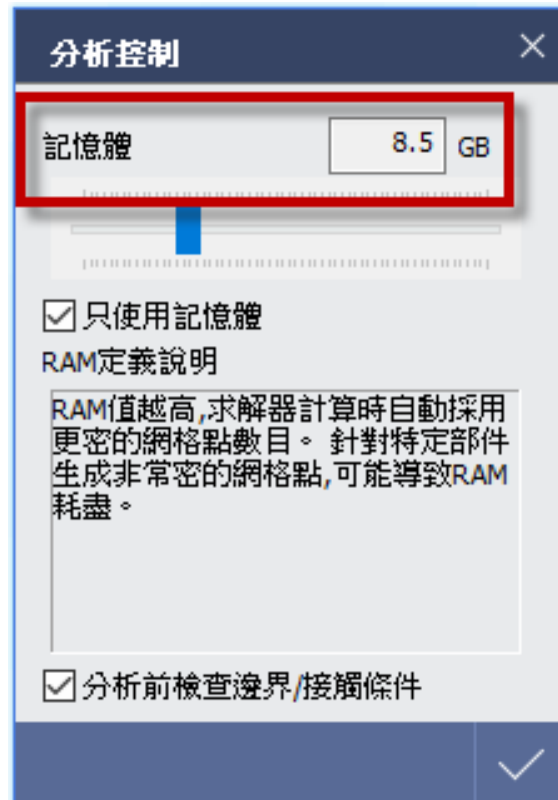 分析控制
記憶體 8.5 GB
只使用記憶體
RAM定義說明
RAM值越高,求解器計算時自動採用
更密的網格點數目。 針對特定部件
生成非常密的網格點,可能導致RAM
耗盡。
分析前檢查邊界/接觸條件